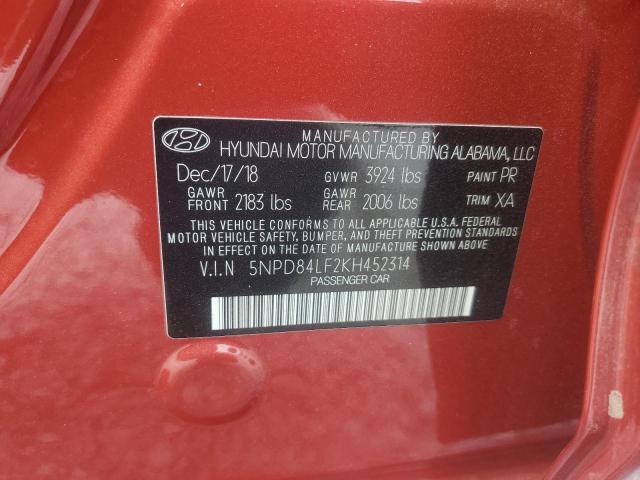 MANUFACTURED BY
HYUNDAI MOTOR MANUFACTURING ALABAMA, LLC
Dec/17/18 GVWR 3924 lbs PAINT PR
GAWR FRONT 2183 lbs GAWR REAR 2006 lbs TRIM XA
THIS VEHICLE CONFORMS TO ALL APPLICABLE U.S.A. FEDERAL
MOTOR VEHICLE SAFETY, BUMPER, AND THEFT PREVENTION STANDARDS
IN EFFECT ON THE DATE OF MANUFACTURE SHOWN ABOVE.
V.I.N 5NPD84LF2KH452314
PASSENGER CAR